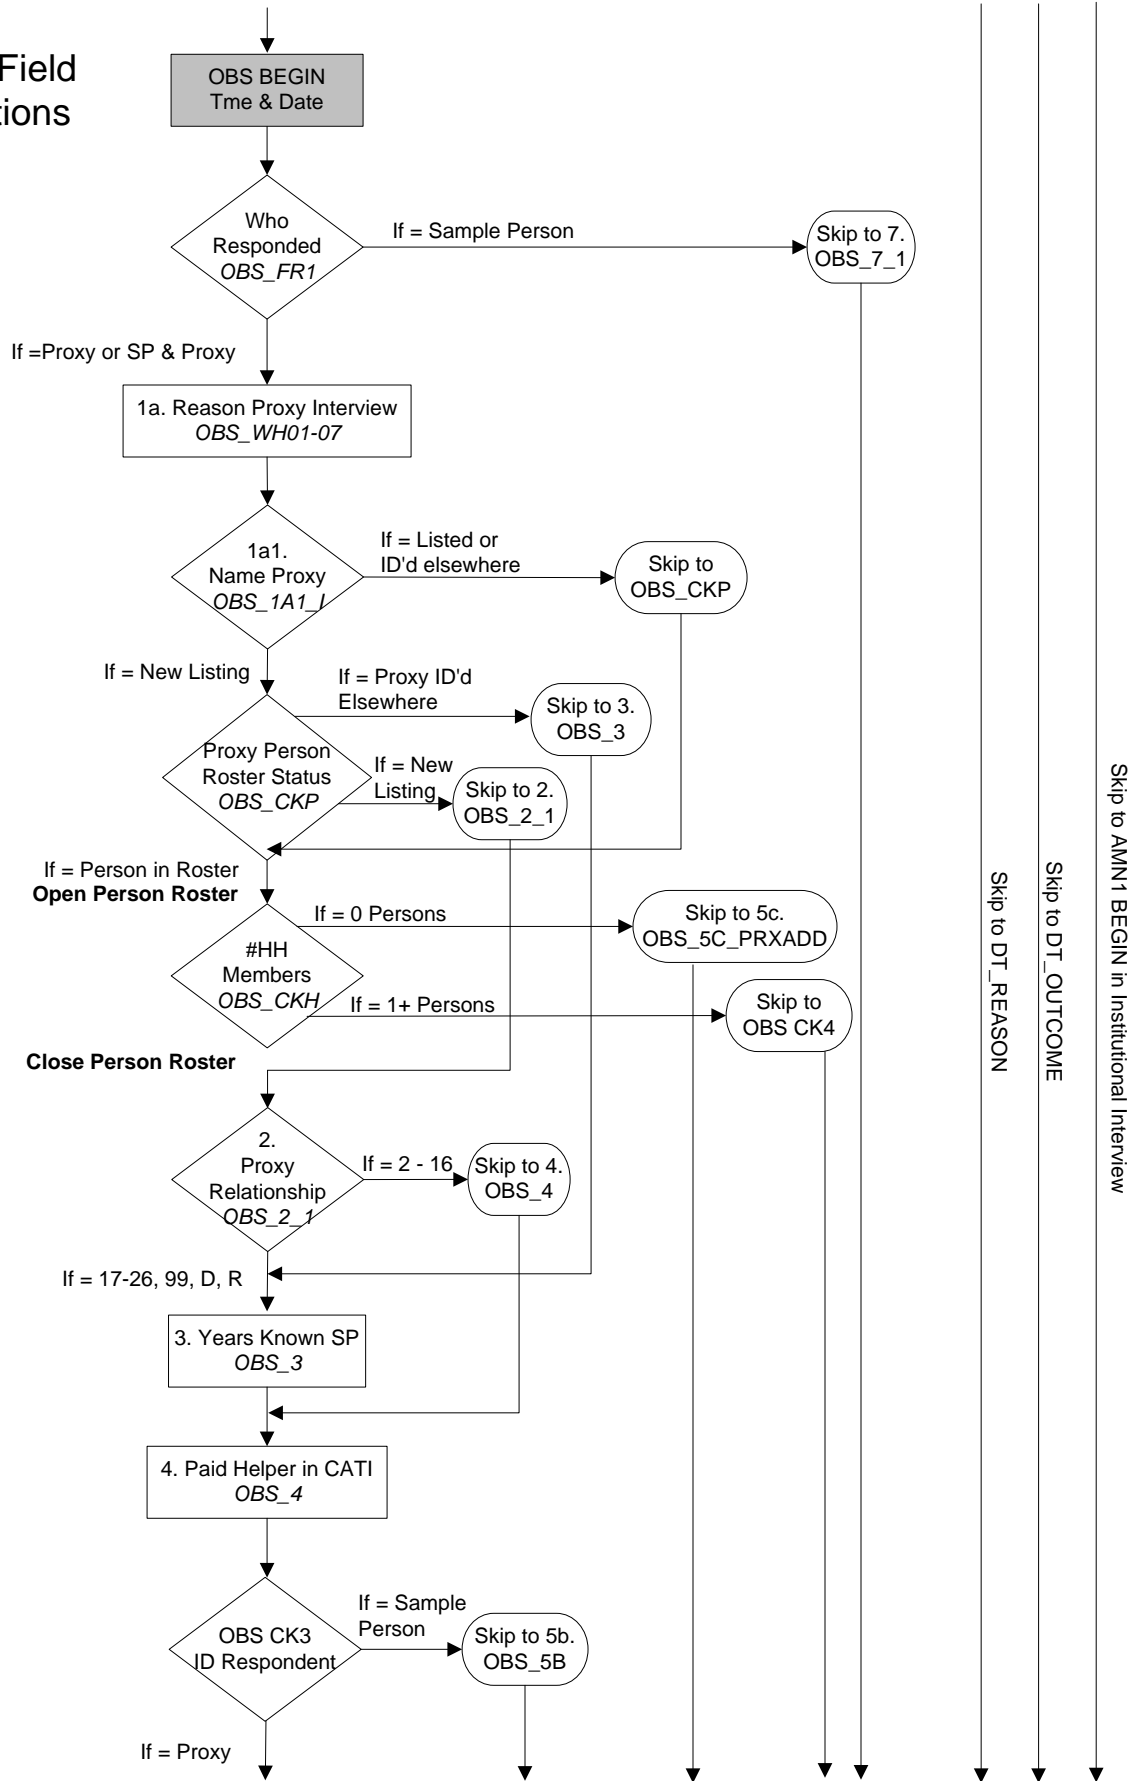 Field
tions
OBS BEGIN
Tme & Date
Who
Responded
OBS_FR1
If = Sample Person
Skip to 7.
OBS_7_1
If =Proxy or SP & Proxy
1a. Reason Proxy Interview
OBS_WH01-07
1a1.
Name Proxy
OBS_1A1_I
If = Listed or
ID'd elsewhere
Skip to
OBS_CKP
If = New Listing
If = Proxy ID'd
Elsewhere
Skip to 3.
OBS_3
Proxy Person
Roster Status
OBS_CKP
If = New
Listing
Skip to 2.
OBS_2_1
If = Person in Roster
Open Person Roster
#HH
Members
OBS_CKH
If = 0 Persons
Skip to 5c.
OBS_5C_PRXADD
If = 1+ Persons
Skip to
OBS CK4
Close Person Roster
2.
Proxy
Relationship
OBS_2_1
If = 2 - 16
Skip to 4.
OBS_4
If = 17-26, 99, D, R
3. Years Known SP
OBS_3
4. Paid Helper in CATI
OBS_4
OBS CK3
ID Respondent
If = Sample
Person
Skip to 5b.
OBS_5B
If = Proxy
Skip to DT_REASON
Skip to DT_OUTCOME
Skip to AMN1 BEGIN in Institutional Interview